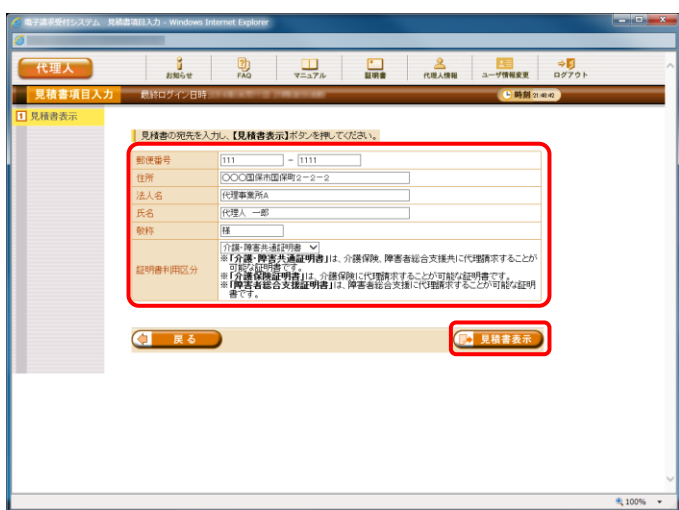 電子請求受付システム 見積書項目入力 - Windows Internet Explorer
代理人
お知らせ
FAQ
マニュアル
証明書
代理人情報
ユーザ情報変更
ログアウト
見積書項目入力
最終ログイン日時
時刻 21:48:42
1 見積書表示
見積書の宛先を入力し、【見積書表示】ボタンを押してください。
郵便番号 111 - 1111
住所 〇〇〇国保市国保町2-2-2
法人名 代理事業所A
氏名 代理人 一郎
敬称 様
証明書利用区分 介護・障害共通証明書
※「介護・障害共通証明書」は、介護保険、障害者総合支援共に代理請求することが
可能な証明書です。
※「介護保険証明書」は、介護保険に代理請求することが可能な証明書です。
※「障害者総合支援証明書」は、障害者総合支援に代理請求することが可能な証明
書です。
戻る
見積書表示
100%